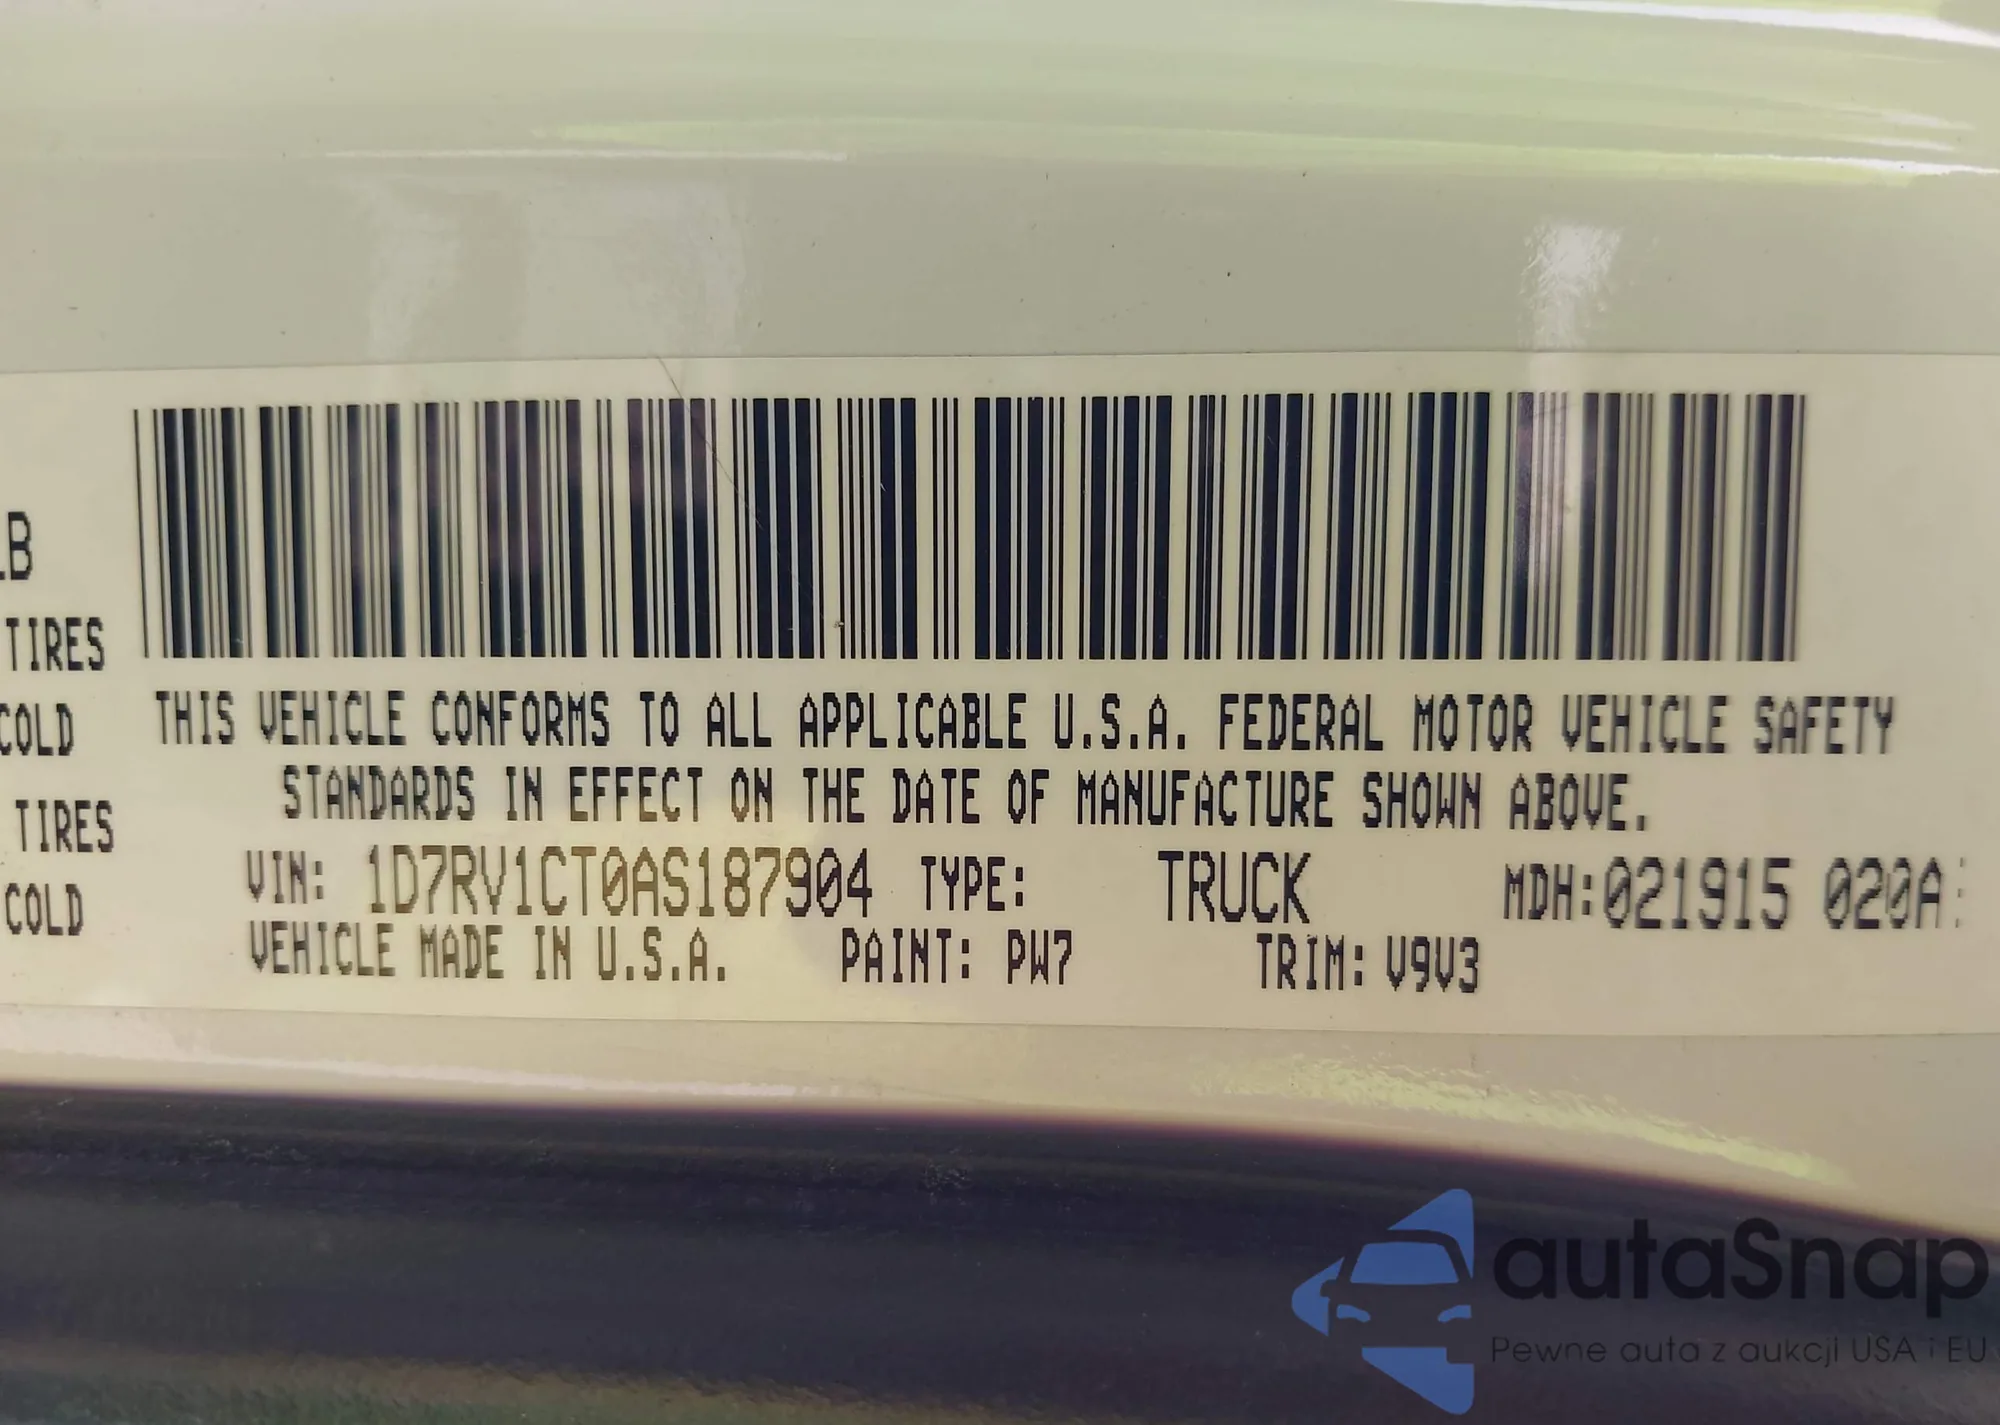 LB
TIRES
COLD
TIRES
COLD
THIS VEHICLE CONFORMS TO ALL APPLICABLE U.S.A. FEDERAL MOTOR VEHICLE SAFETY
STANDARDS IN EFFECT ON THE DATE OF MANUFACTURE SHOWN ABOVE.
VIN: 1D7RV1CT0AS187904 TYPE: TRUCK MDH:021915 020A
VEHICLE MADE IN U.S.A. PAINT: PW7 TRIM: V9V3
autaSnap
Pewne auta z aukcji USA i EU